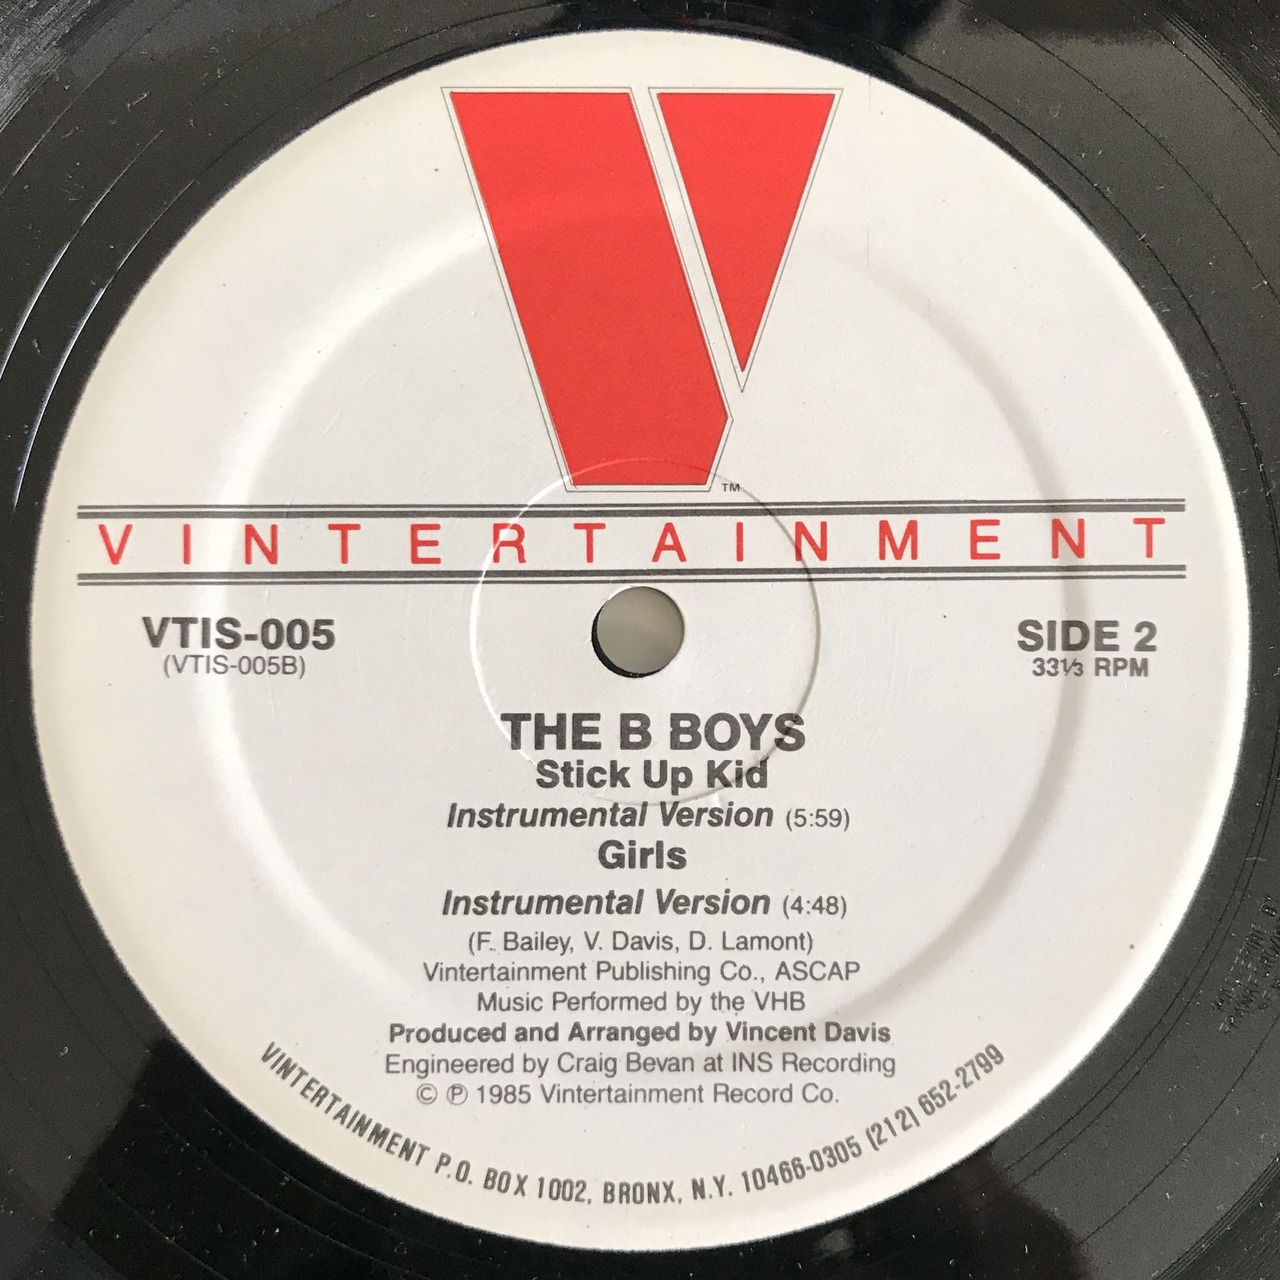 V
TM
VINTERTAINMENT
VTIS-005
(VTIS-005B)
SIDE 2
33⅓ RPM
THE B BOYS
Stick Up Kid
Instrumental Version (5:59)
Girls
Instrumental Version (4:48)
(F. Bailey, V. Davis, D. Lamont)
Vintertainment Publishing Co., ASCAP
Music Performed by the VHB
Produced and Arranged by Vincent Davis
Engineered by Craig Bevan at INS Recording
© ℗ 1985 Vintertainment Record Co.
VINTERTAINMENT P.O. BOX 1002, BRONX, N.Y. 10466-0305 (212) 652-2799